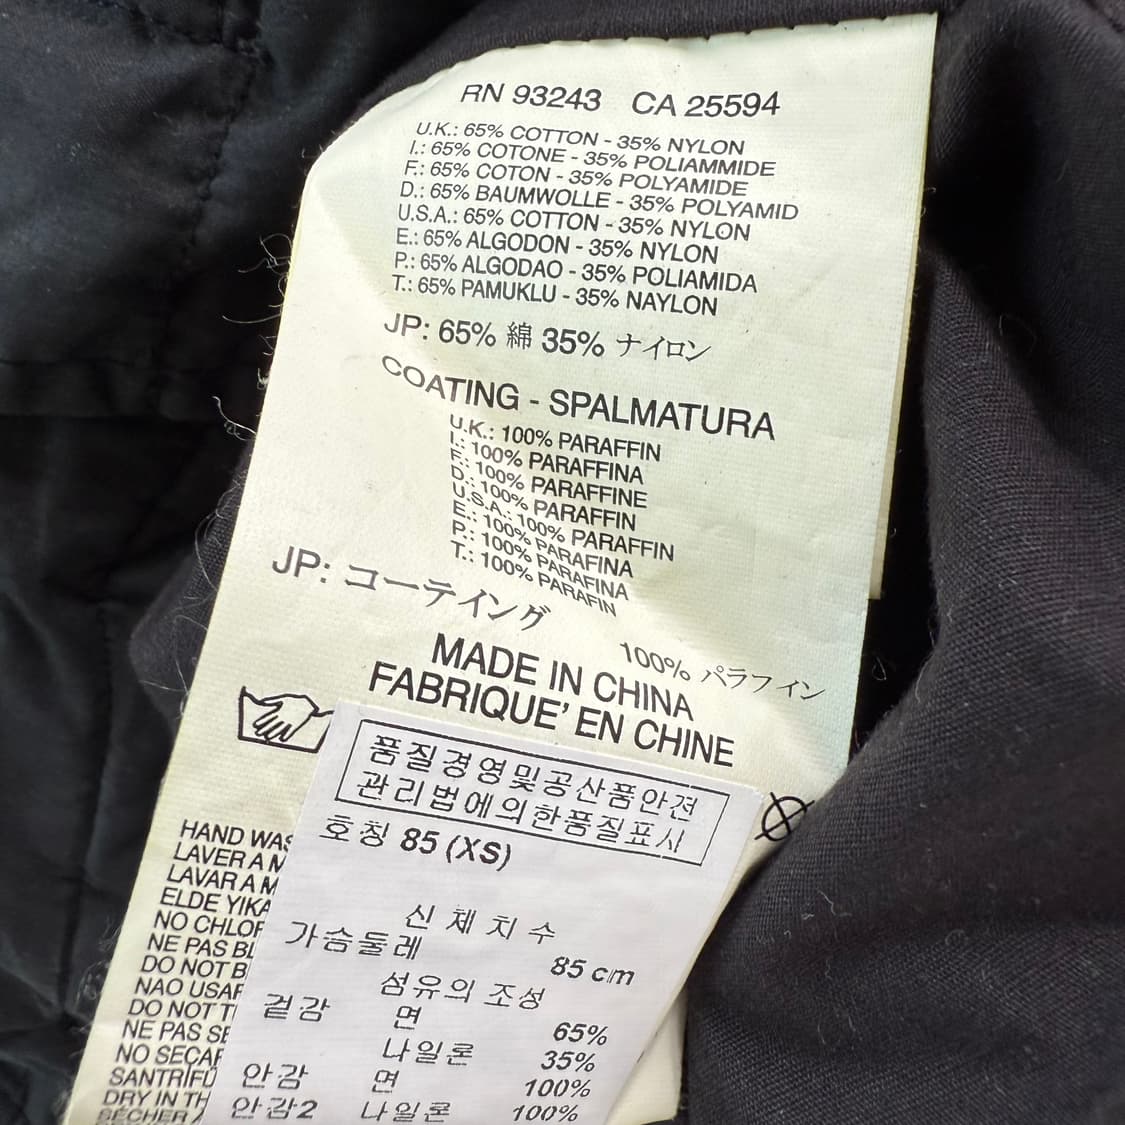 RN 93243 CA 25594
U.K.: 65% COTTON - 35% NYLON
I.: 65% COTONE - 35% POLIAMMIDE
F.: 65% COTON - 35% POLYAMIDE
D.: 65% BAUMWOLLE - 35% POLYAMID
U.S.A.: 65% COTTON - 35% NYLON
E.: 65% ALGODON - 35% NYLON
P.: 65% ALGODAO - 35% POLIAMIDA
T.: 65% PAMUKLU - 35% NAYLON
JP: 65% 綿 35% ナイロン
COATING - SPALMATURA
U.K.: 100% PARAFFIN
I.: 100% PARAFFINA
F.: 100% PARAFFINE
D.: 100% PARAFFIN
U.S.A.: 100% PARAFFIN
E.: 100% PARAFINA
P.: 100% PARAFINA
T.: 100% PARAFIN
JP: コーテイング
100% パラフィン
MADE IN CHINA
FABRIQUE' EN CHINE
품질경영및공산품안전
관리법에의한품질표시
호칭 85 (XS)
신체치수
가슴둘레 85 cm
섬유의 조성
겉감 면 65%
나일론 35%
안감 면 100%
안감2 나일론 100%
HAND WAS
LAVER A M
LAVAR A M
ELDE YIKA
NO CHLOR
NE PAS BL
DO NOT B
NAO USAR
DO NOT T
NE PAS SE
NO SECAR
SANTRİFÜ
DRY IN TH
SÉCHER A